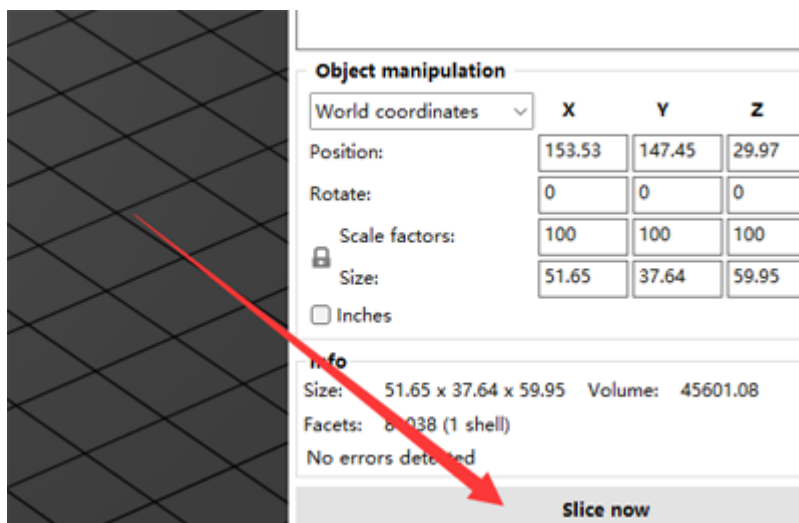 Object manipulation
World coordinates X Y Z
Position: 153.53 147.45 29.97
Rotate: 0 0 0
Scale factors: 100 100 100
Size: 51.65 37.64 59.95
Inches
Info
Size: 51.65 x 37.64 x 59.95 Volume: 45601.08
Facets: (1 shell)
No errors detected
Slice now